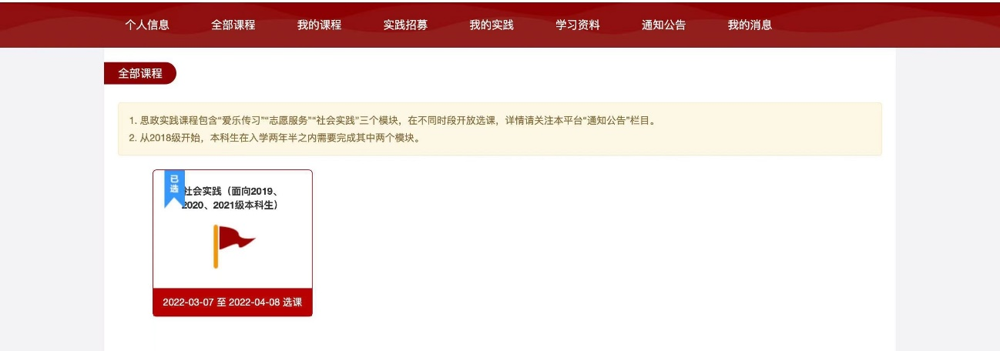 个人信息 全部课程 我的课程 实践招募 我的实践 学习资料 通知公告 我的消息
全部课程
1. 思政实践课程包含“爱乐传习”“志愿服务”“社会实践”三个模块，在不同时段开放选课，详情请关注本平台“通知公告”栏目。
2. 从2018级开始，本科生在入学两年半之内需要完成其中两个模块。
已选
社会实践（面向2019、
2020、2021级本科生）
2022-03-07 至 2022-04-08 选课